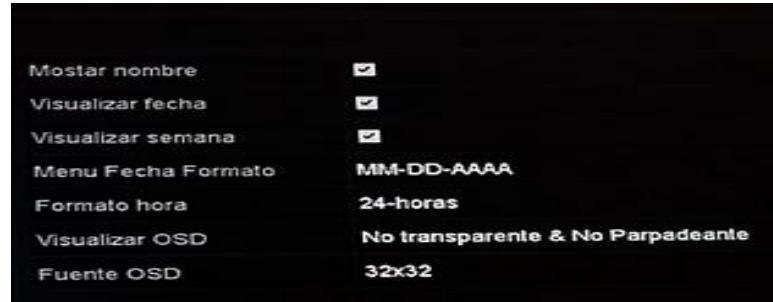 Mostar nombre
Visualizar fecha
Visualizar semana
Menu Fecha Formato MM-DD-AAAA
Formato hora 24-horas
Visualizar OSD No transparente & No Parpadeante
Fuente OSD 32x32